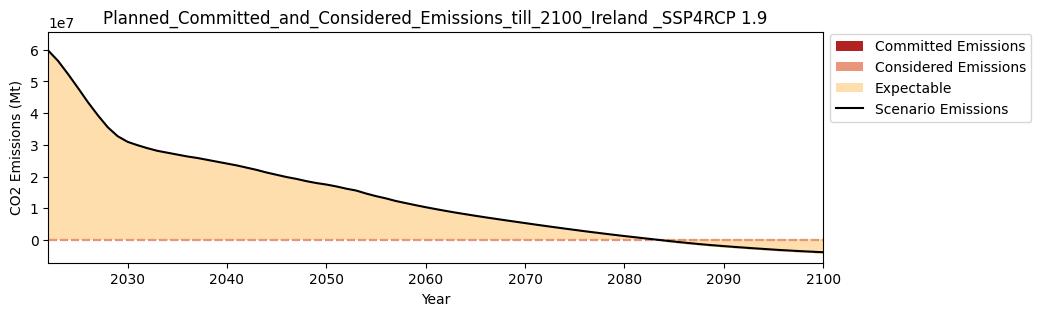 Planned_Committed_and_Considered_Emissions_till_2100_Ireland _SSP4RCP 1.9
1e7
6
5
4
3
2
1
0
CO2 Emissions (Mt)
2030 2040 2050 2060 2070 2080 2090 2100
Year
Committed Emissions
Considered Emissions
Expectable
Scenario Emissions